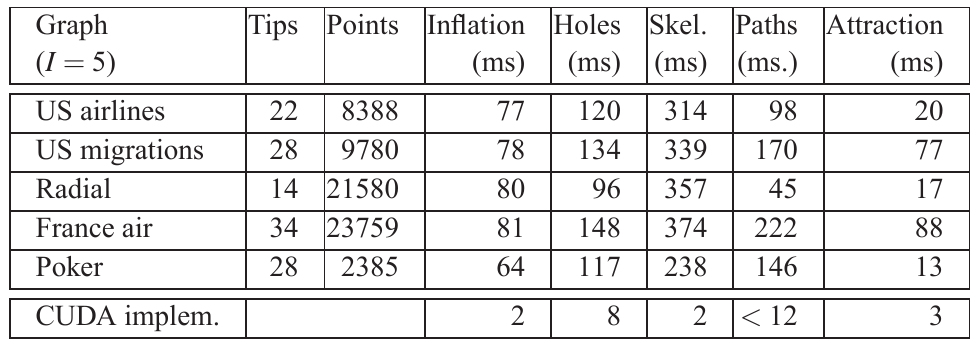 Graph Tips Points Inflation Holes Skel. Paths Attraction
(I = 5) (ms) (ms) (ms) (ms.) (ms)
US airlines 22 8388 77 120 314 98 20
US migrations 28 9780 78 134 339 170 77
Radial 14 21580 80 96 357 45 17
France air 34 23759 81 148 374 222 88
Poker 28 2385 64 117 238 146 13
CUDA implem. 2 8 2 < 12 3